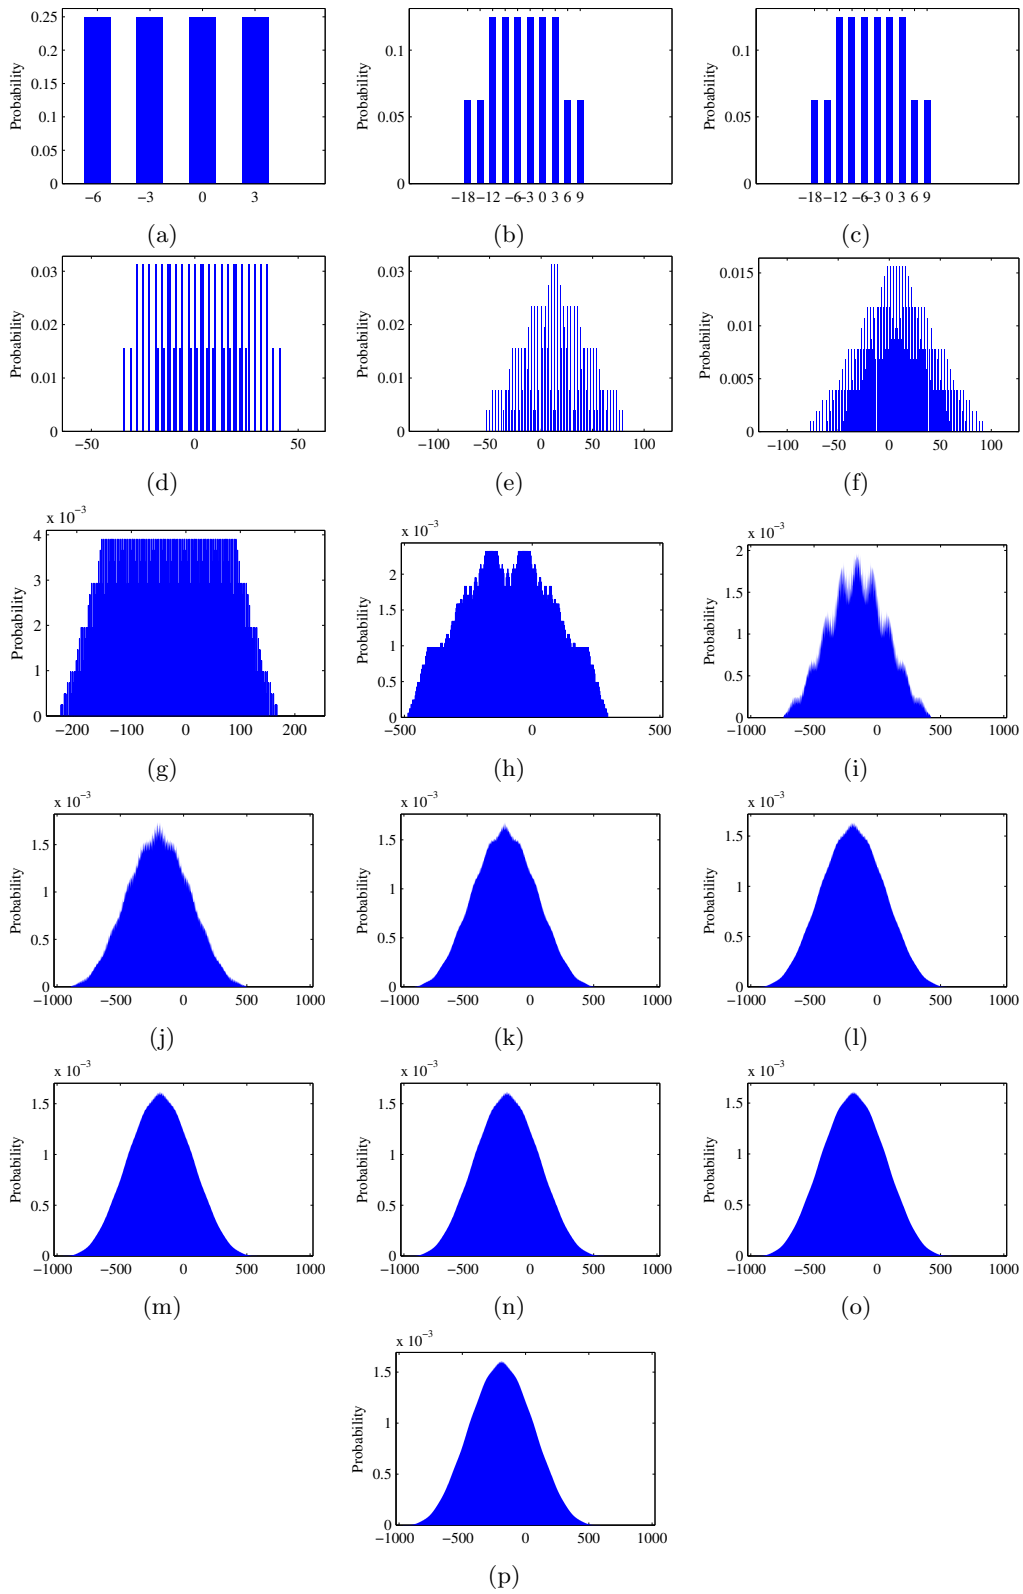 0.25
0.2
0.15
0.1
0.05
0
Probability
−6 −3 0 3
(a)
0.1
0.05
0
Probability
−18−12 −6−3 0 3 6 9
(b)
0.1
0.05
0
Probability
−18−12 −6−3 0 3 6 9
(c)
0.03
0.02
0.01
0
Probability
−50 0 50
(d)
0.03
0.02
0.01
0
Probability
−100 −50 0 50 100
(e)
0.015
0.01
0.005
0
Probability
−100 −50 0 50 100
(f)
x 10⁻³
4
3
2
1
0
Probability
−200 −100 0 100 200
(g)
x 10⁻³
2
1.5
1
0.5
0
Probability
−500 0 500
(h)
x 10⁻³
2
1.5
1
0.5
0
Probability
−1000 −500 0 500 1000
(i)
x 10⁻³
1.5
1
0.5
0
Probability
−1000 −500 0 500 1000
(j)
x 10⁻³
1.5
1
0.5
0
Probability
−1000 −500 0 500 1000
(k)
x 10⁻³
1.5
1
0.5
0
Probability
−1000 −500 0 500 1000
(l)
x 10⁻³
1.5
1
0.5
0
Probability
−1000 −500 0 500 1000
(m)
x 10⁻³
1.5
1
0.5
0
Probability
−1000 −500 0 500 1000
(n)
x 10⁻³
1.5
1
0.5
0
Probability
−1000 −500 0 500 1000
(o)
x 10⁻³
1.5
1
0.5
0
Probability
−1000 −500 0 500 1000
(p)